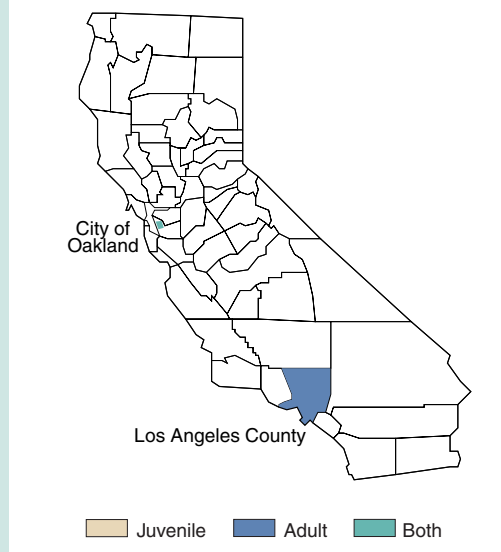 City of
Oakland
Los Angeles County
Juvenile
Adult
Both